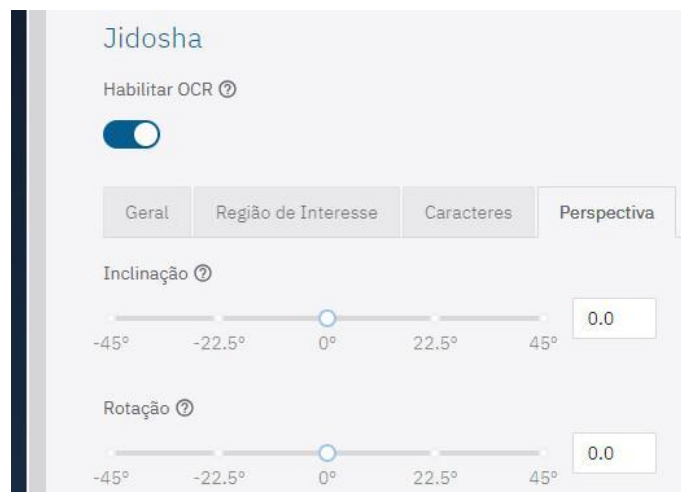 Jidosha
Habilitar OCR
Geral Região de Interesse Caracteres Perspectiva
Inclinação
0.0
-45° -22.5° 0° 22.5° 45°
Rotação
0.0
-45° -22.5° 0° 22.5° 45°